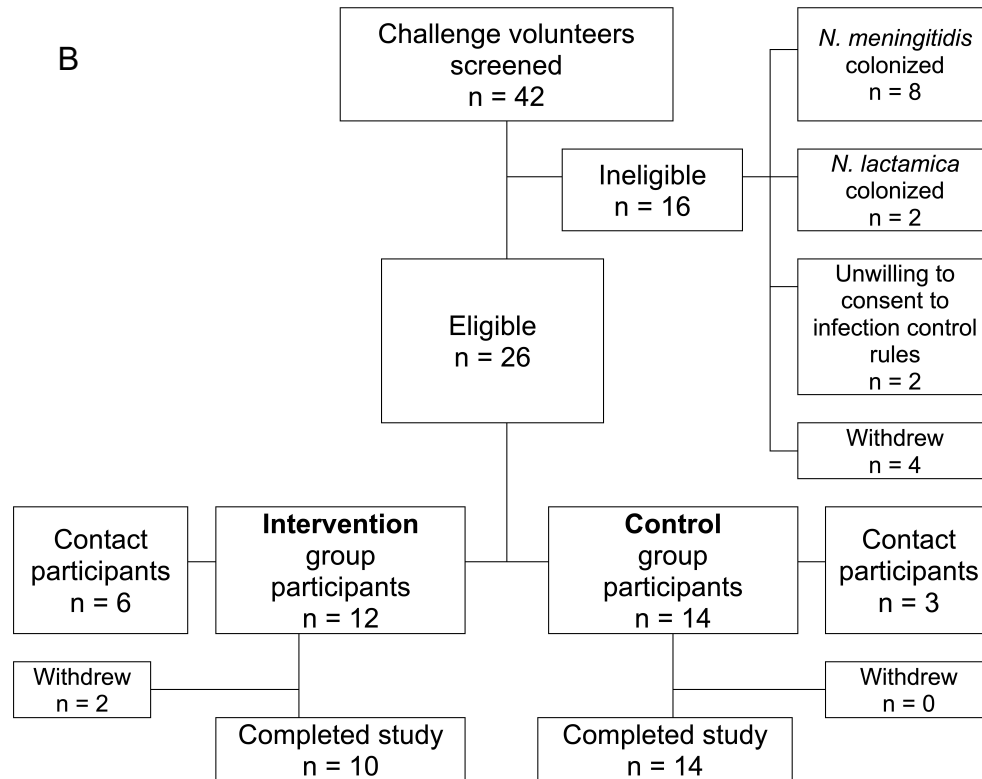 B
Challenge volunteers
screened
n = 42
N. meningitidis
colonized
n = 8
Ineligible
n = 16
N. lactamica
colonized
n = 2
Eligible
n = 26
Unwilling to
consent to
infection control
rules
n = 2
Withdrew
n = 4
Contact
participants
n = 6
Intervention
group
participants
n = 12
Control
group
participants
n = 14
Contact
participants
n = 3
Withdrew
n = 2
Withdrew
n = 0
Completed study
n = 10
Completed study
n = 14